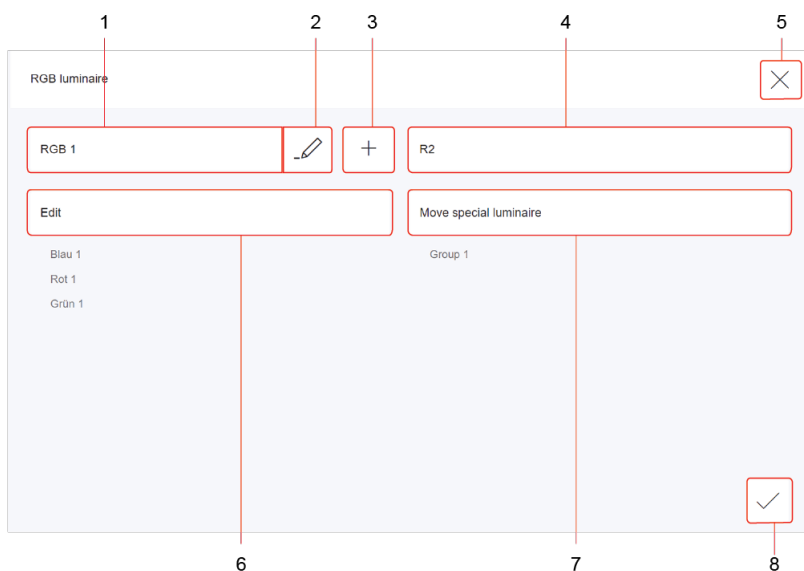 1 2 3 4 5
RGB luminaire
RGB 1
R2
Edit
Move special luminaire
Blau 1
Group 1
Rot 1
Grün 1
6 7 8